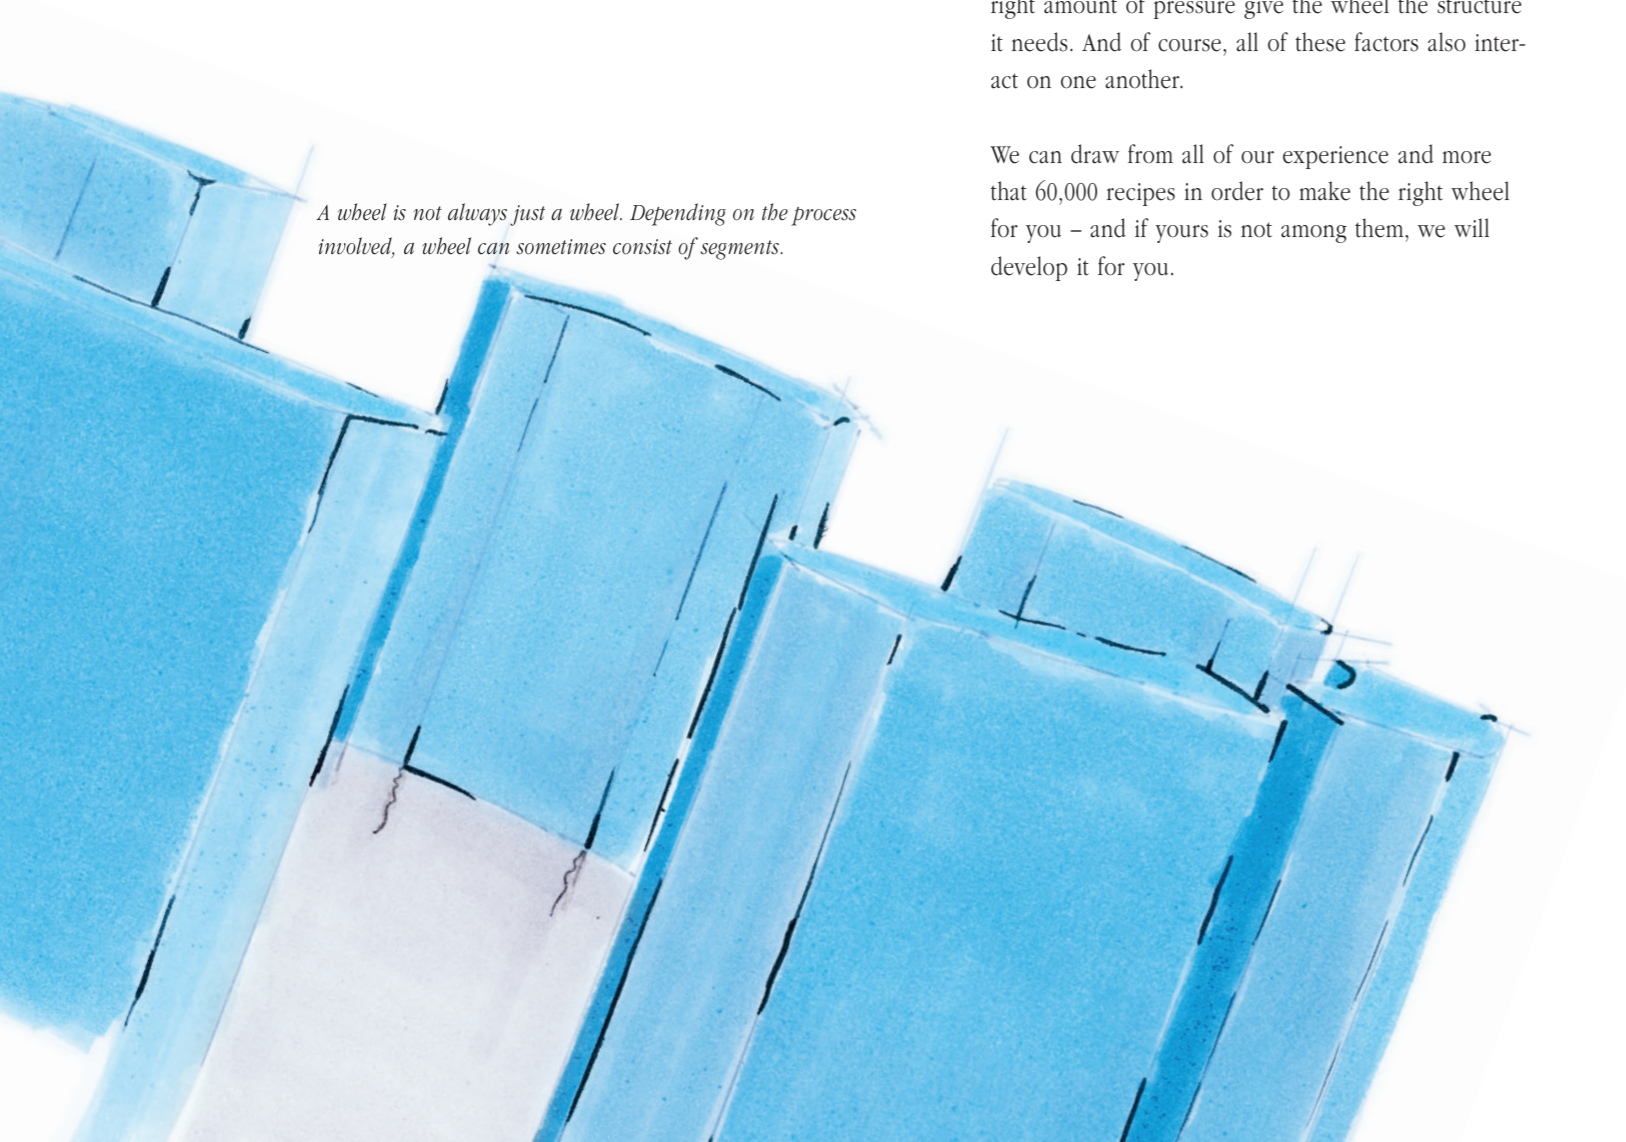 right amount of pressure give the wheel the structure
it needs. And of course, all of these factors also inter-
act on one another.
We can draw from all of our experience and more
that 60,000 recipes in order to make the right wheel
for you – and if yours is not among them, we will
develop it for you.
A wheel is not always just a wheel. Depending on the process
involved, a wheel can sometimes consist of segments.